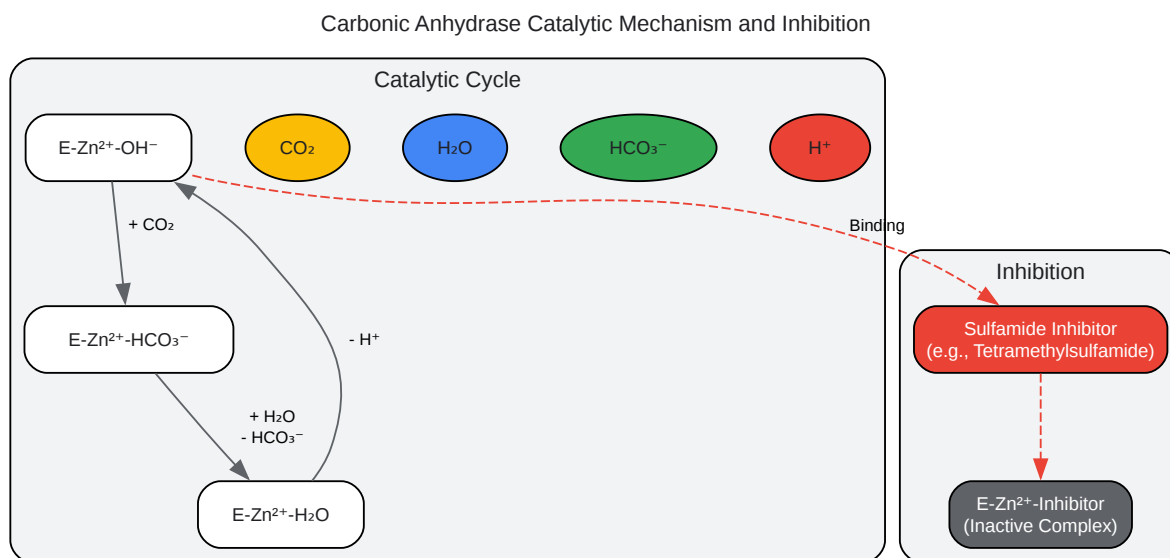 Carbonic Anhydrase Catalytic Mechanism and Inhibition
Catalytic Cycle
E-Zn²⁺-OH⁻
CO₂
H₂O
HCO₃⁻
H⁺
+ CO₂
Binding
Inhibition
E-Zn²⁺-HCO₃⁻
- H⁺
Sulfamide Inhibitor
(e.g., Tetramethylsulfamide)
+ H₂O
- HCO₃⁻
E-Zn²⁺-H₂O
E-Zn²⁺-Inhibitor
(Inactive Complex)